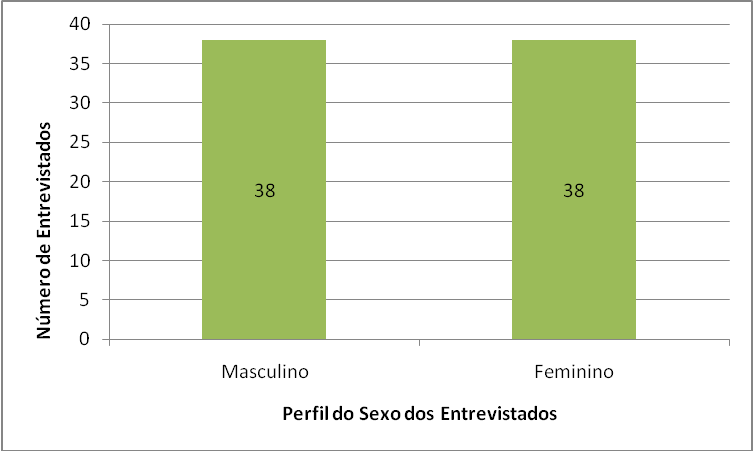 Número de Entrevistados
40
35
30
25
20
15
10
5
0
38
38
Masculino
Feminino
Perfil do Sexo dos Entrevistados